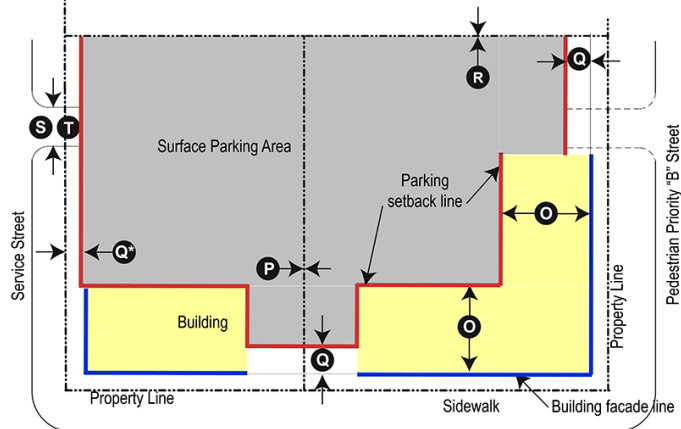 Q
R
S T
Surface Parking Area
Parking
setback line
O
Q*
P
Service Street
Pedestrian Priority "B" Street
Property Line
Building
O
Q
Property Line
Sidewalk
Building facade line